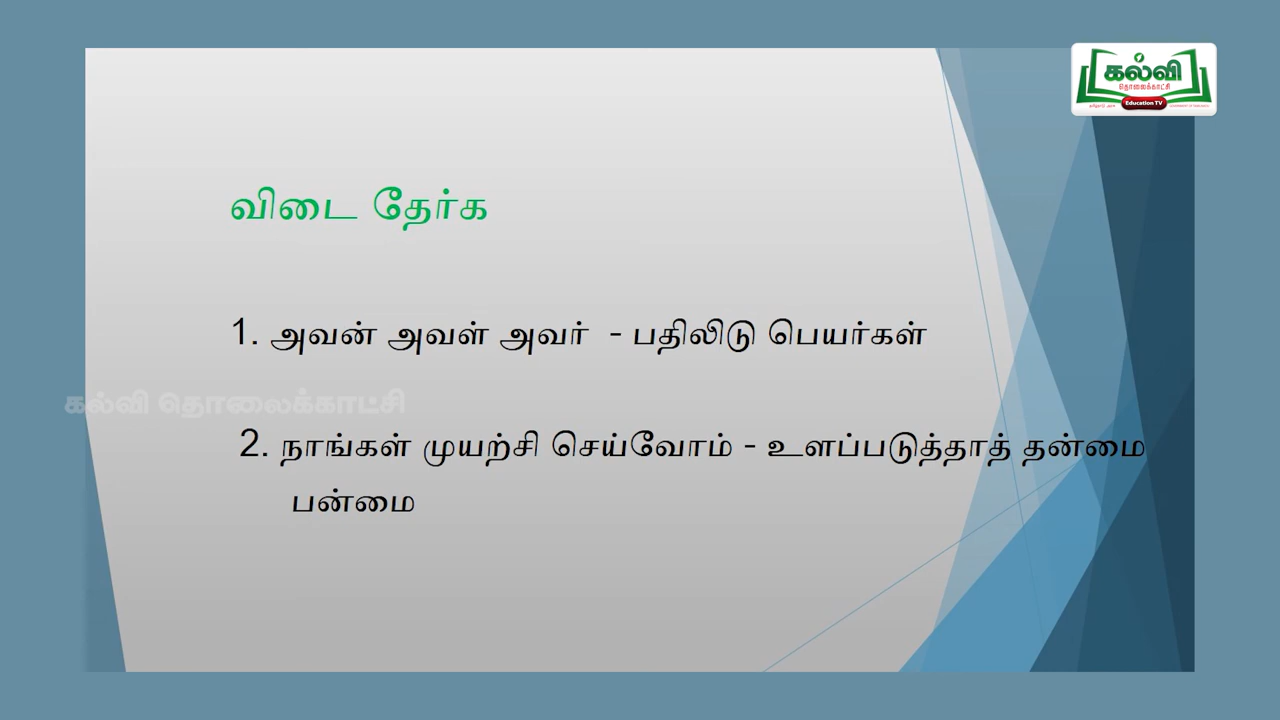 கல்வி
தொலைக்காட்சி
Education TV
விடை தேர்க
1. அவன் அவள் அவர் - பதிலிடு பெயர்கள்
கல்வி தொலைக்காட்சி
2. நாங்கள் முயற்சி செய்வோம் - உளப்படுத்தாத் தன்மை
பன்மை